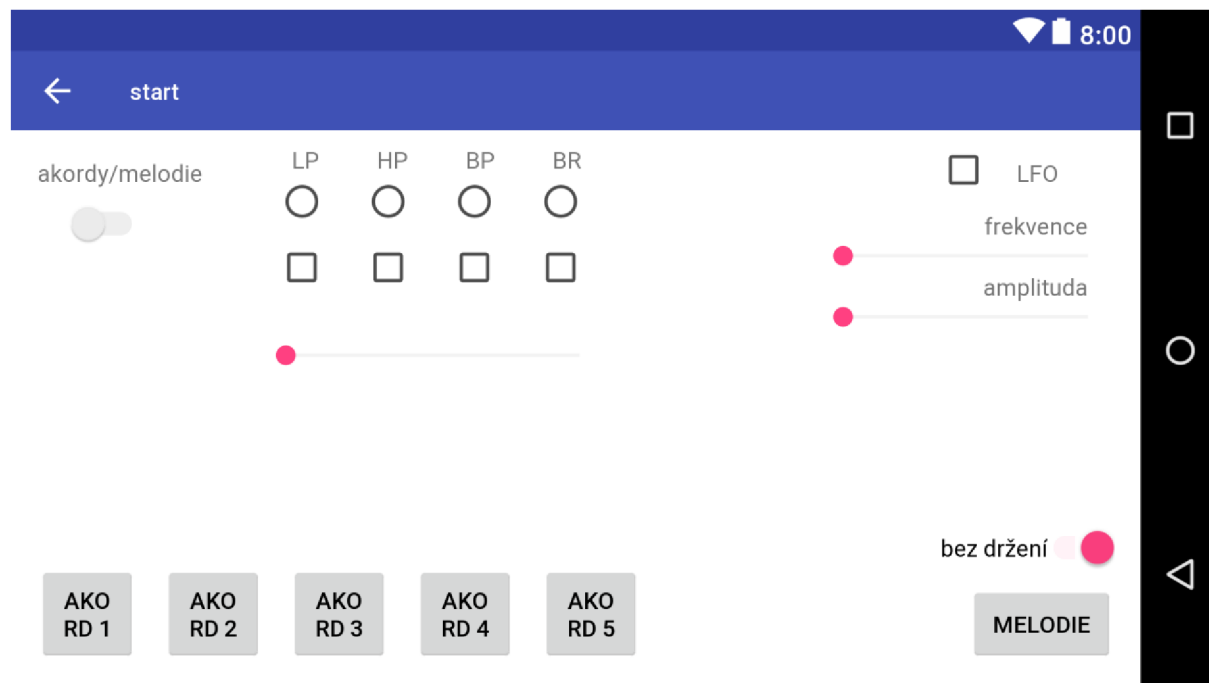 8:00
start
akordy/melodie
LP HP BP BR
LFO
frekvence
amplituda
bez držení
AKO
RD 1
AKO
RD 2
AKO
RD 3
AKO
RD 4
AKO
RD 5
MELODIE